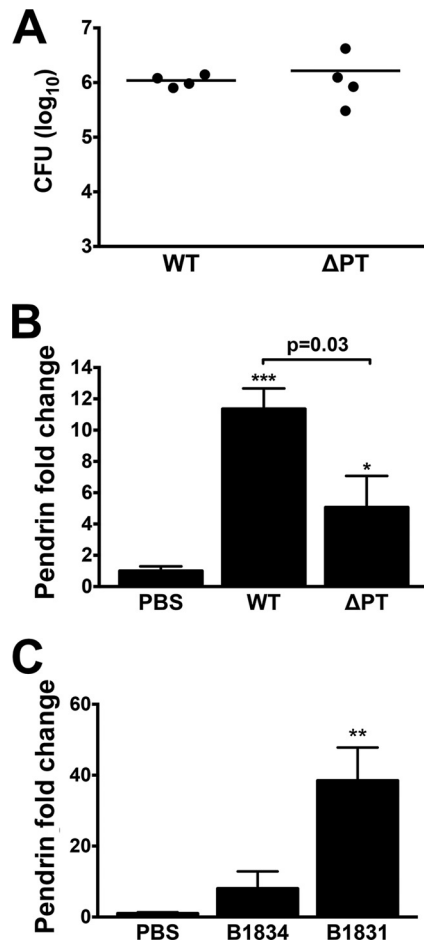 A
CFU (log10)
7
6
5
4
3
WT
ΔPT
B
Pendrin fold change
14
12
10
8
6
4
2
0
p=0.03
***
*
PBS
WT
ΔPT
C
Pendrin fold change
60
40
20
0
**
PBS
B1834
B1831